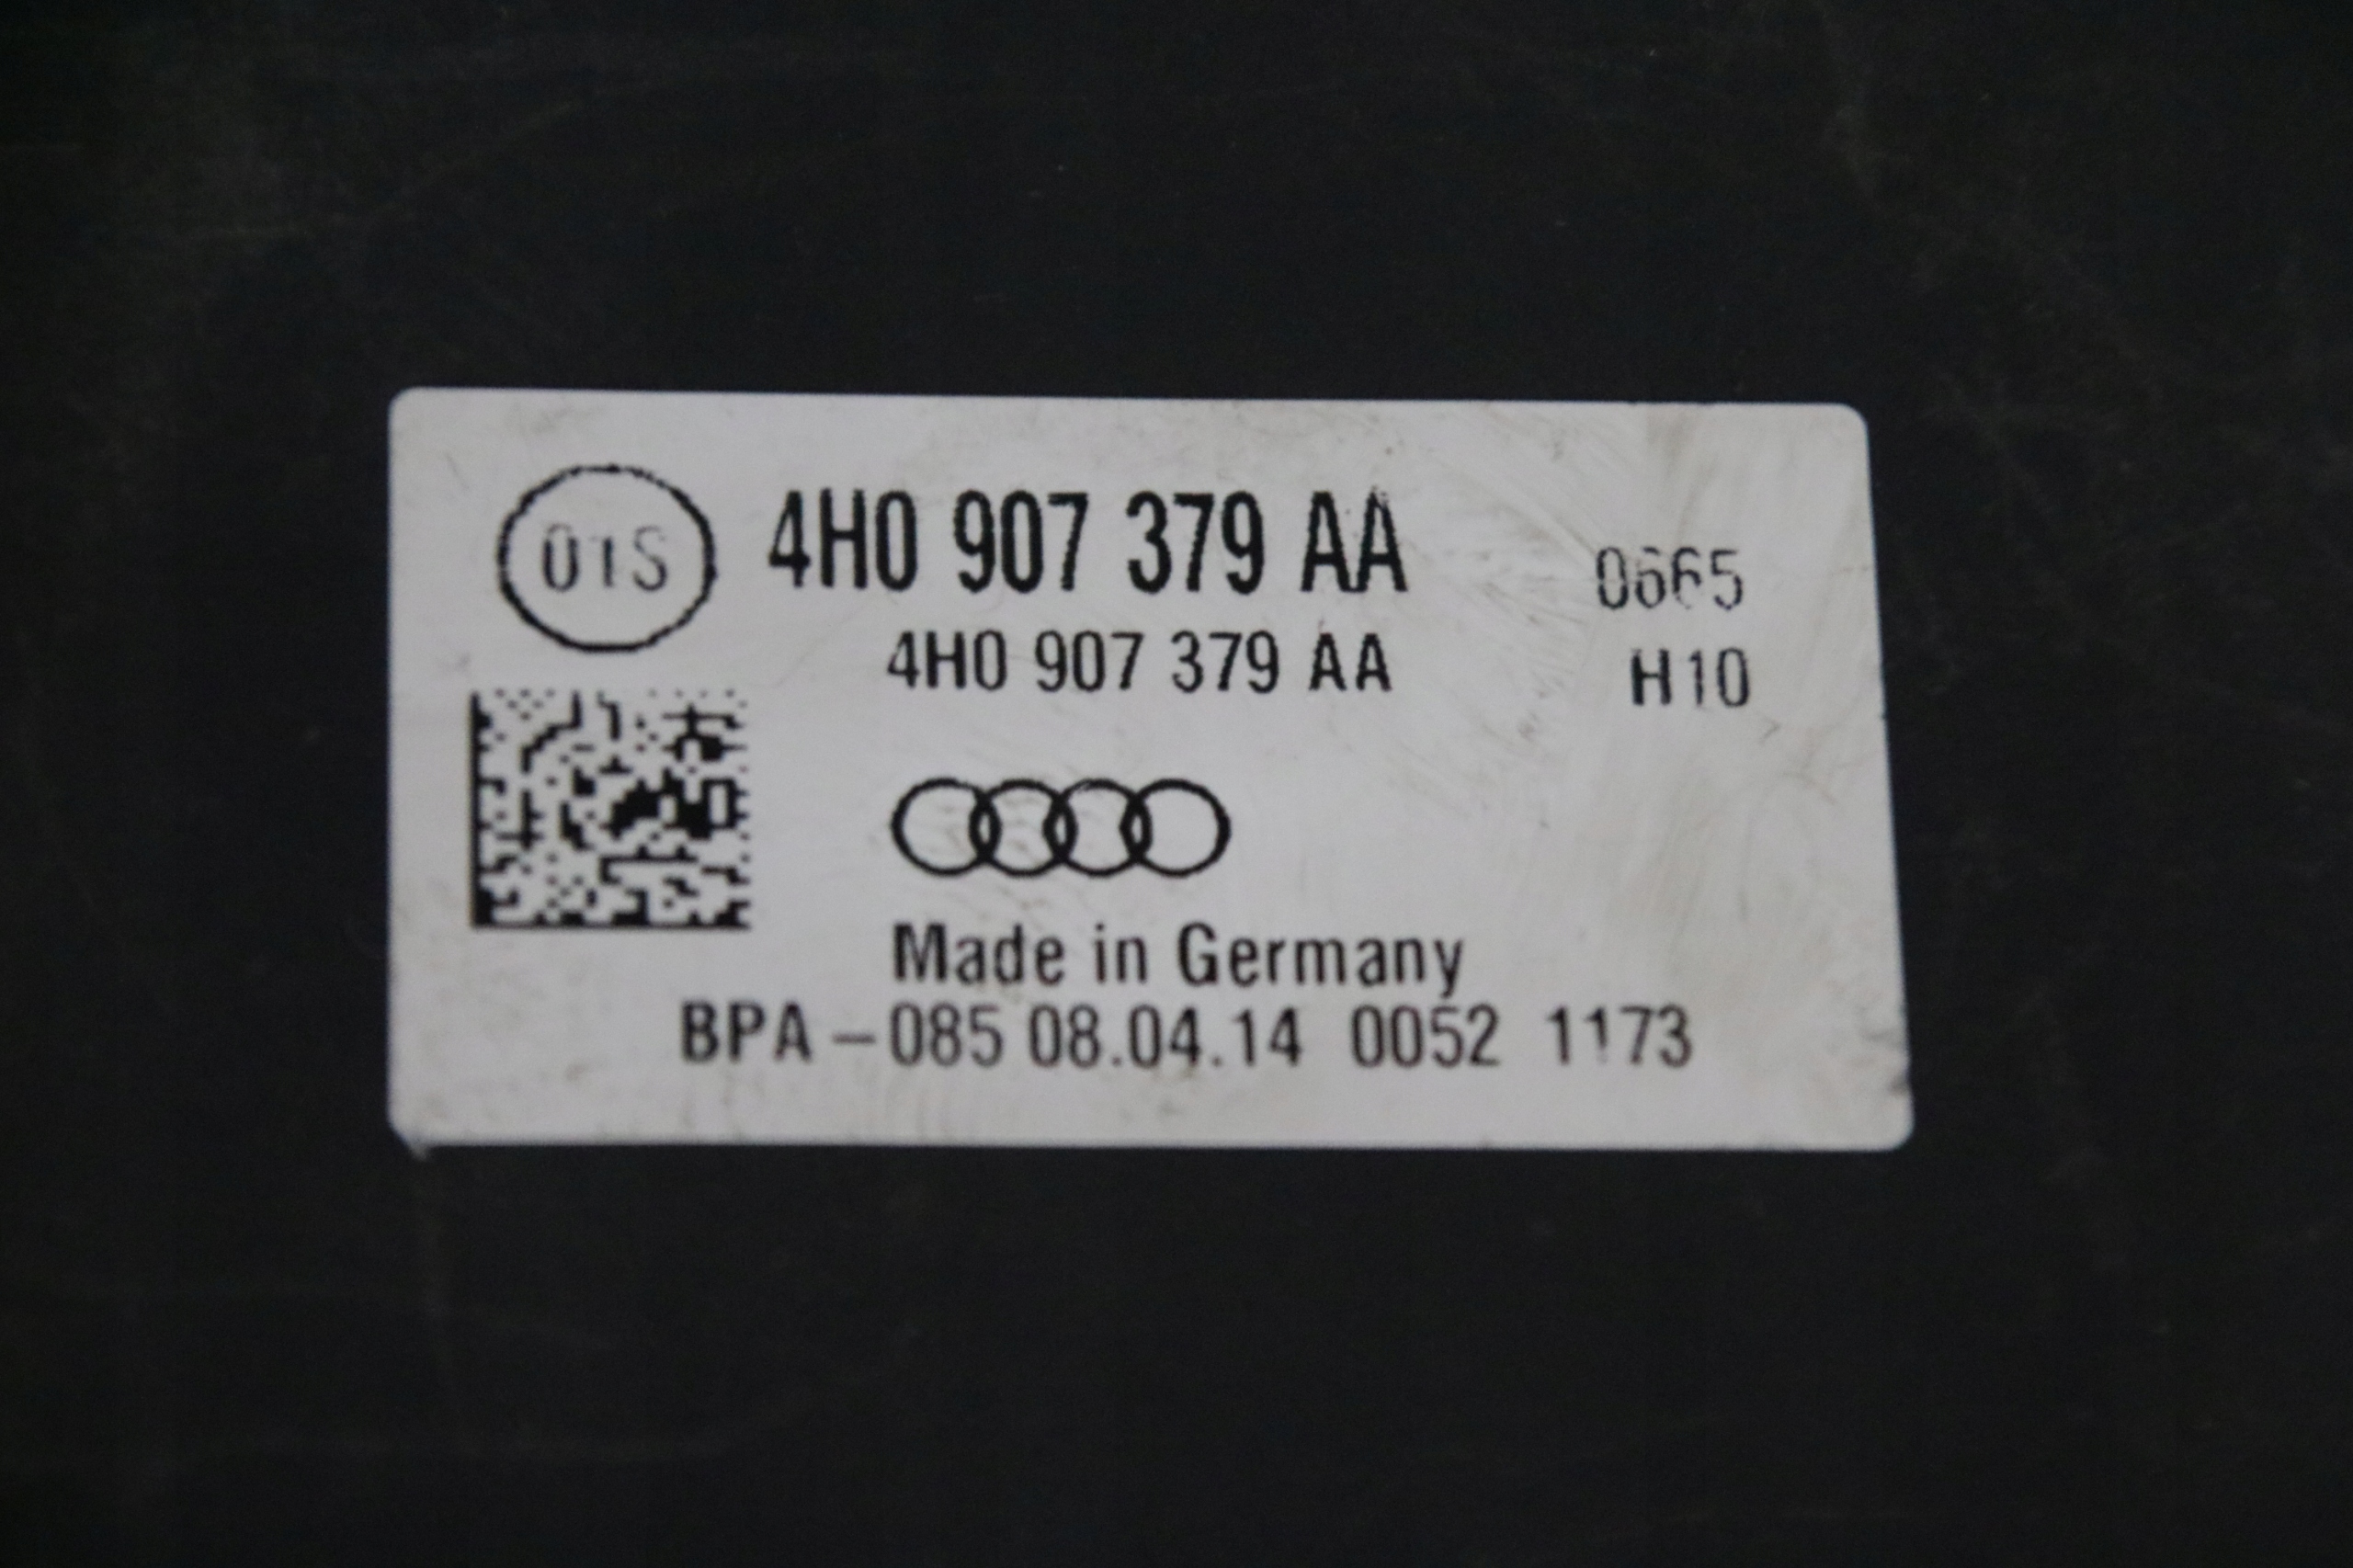 01S
4H0 907 379 AA
0665
4H0 907 379 AA
H10
Made in Germany
BPA -085 08.04.14 0052 1173